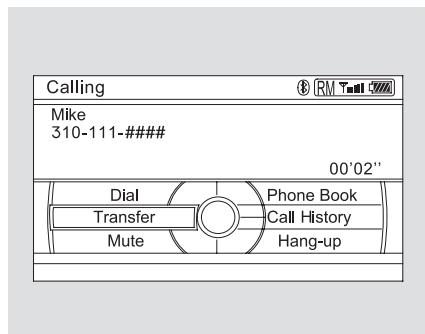 Calling RM
Mike
310-111-####
00'02''
Dial Phone Book
Transfer Call History
Mute Hang-up